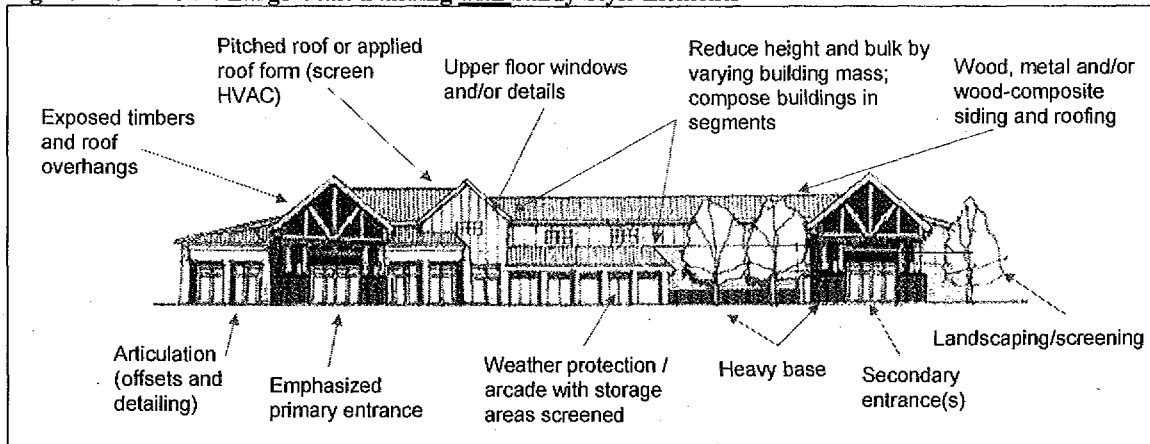 Pitched roof or applied
roof form (screen
HVAC)
Upper floor windows
and/or details
Reduce height and bulk by
varying building mass;
compose buildings in
segments
Wood, metal and/or
wood-composite
siding and roofing
Exposed timbers
and roof
overhangs
Articulation
(offsets and
detailing)
Emphasized
primary entrance
Weather protection /
arcade with storage
areas screened
Heavy base
Secondary
entrance(s)
Landscaping/screening